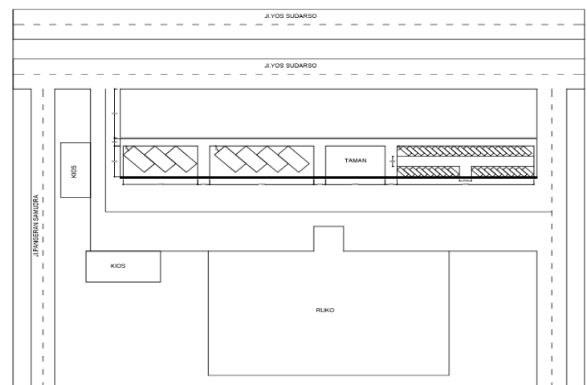 Jl.YOS SUDARSO
Jl.YOS SUDARSO
TAMAN
KIOS
Jl.PANGERAN SAMUDRA
KIOS
RUKO